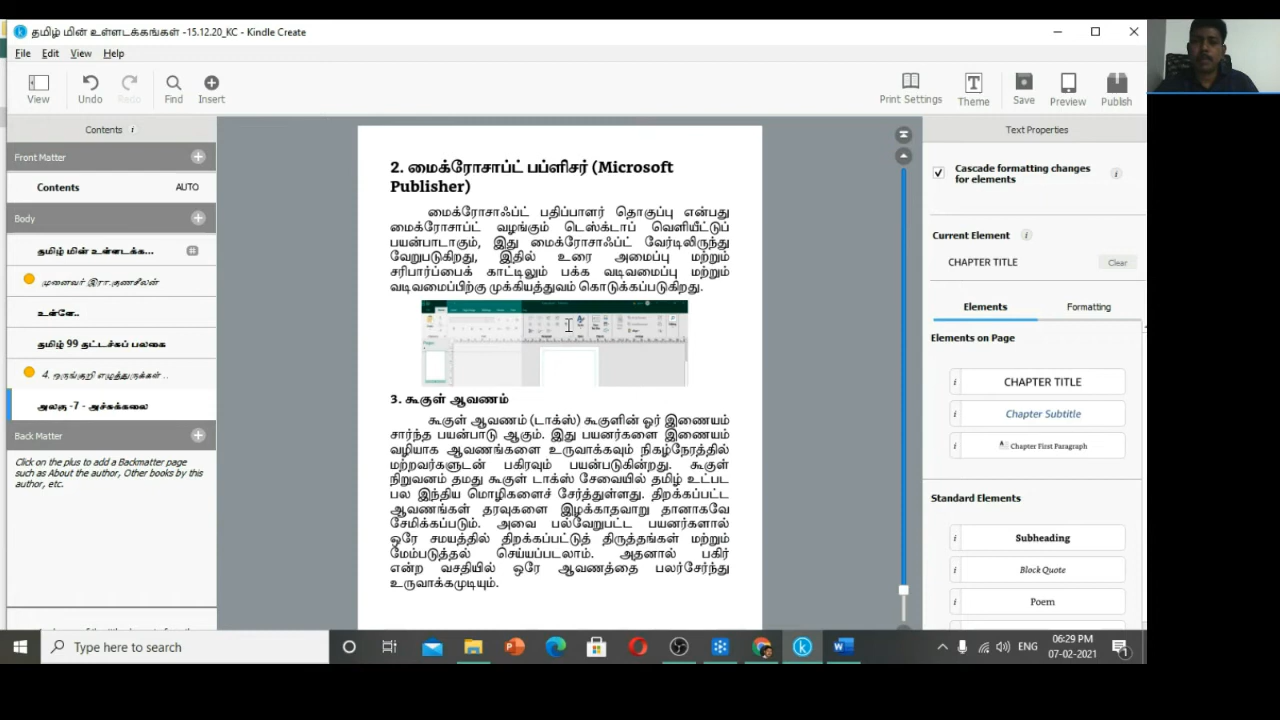 தமிழ் மின் உள்ளடக்கங்கள் -15.12.20_KC - Kindle Create
File Edit View Help
View Undo Redo Find Insert Print Settings Theme Save Preview Publish
Contents
Front Matter
Contents AUTO
Body
தமிழ் மின் உள்ளடக்க...
முனைவர் இரா.குணசீலன்
உள்ளே..
தமிழ் 99 தட்டச்சுப் பலகை
4. ஒருங்குறி எழுத்துருக்கள் ..
அலகு -7 - அச்சுக்கலை
Back Matter
Click on the plus to add a Backmatter page
such as About the author, Other books by this
author, etc.
2. மைக்ரோசாப்ட் பப்ளிசர் (Microsoft
Publisher)
மைக்ரோசாஃப்ட் பதிப்பாளர் தொகுப்பு என்பது
மைக்ரோசாப்ட் வழங்கும் டெஸ்க்டாப் வெளியீட்டுப்
பயன்பாடாகும், இது மைக்ரோசாஃப்ட் வேர்டிலிருந்து
வேறுபடுகிறது, இதில் உரை அமைப்பு மற்றும்
சரிபார்ப்பைக் காட்டிலும் பக்க வடிவமைப்பு மற்றும்
வடிவமைப்பிற்கு முக்கியத்துவம் கொடுக்கப்படுகிறது.
3. கூகுள் ஆவணம்
கூகுள் ஆவணம் (டாக்ஸ்) கூகுளின் ஓர் இணையம்
சார்ந்த பயன்பாடு ஆகும். இது பயனர்களை இணையம்
வழியாக ஆவணங்களை உருவாக்கவும் நிகழ்நேரத்தில்
மற்றவர்களுடன் பகிரவும் பயன்படுகின்றது. கூகுள்
நிறுவனம் தமது கூகுள் டாக்ஸ் சேவையில் தமிழ் உட்பட
பல இந்திய மொழிகளைச் சேர்த்துள்ளது. திறக்கப்பட்ட
ஆவணங்கள் தரவுகளை இழக்காதவாறு தானாகவே
சேமிக்கப்படும். அவை பல்வேறுபட்ட பயனர்களால்
ஒரே சமயத்தில் திறக்கப்பட்டுத் திருத்தங்கள் மற்றும்
மேம்படுத்தல் செய்யப்படலாம். அதனால் பகிர்
என்ற வசதியில் ஒரே ஆவணத்தை பலர்சேர்ந்து
உருவாக்கமுடியும்.
Text Properties
Cascade formatting changes
for elements
Current Element
CHAPTER TITLE Clear
Elements Formatting
Elements on Page
CHAPTER TITLE
Chapter Subtitle
Chapter First Paragraph
Standard Elements
Subheading
Block Quote
Poem
Type here to search
ENG
06:29 PM
07-02-2021